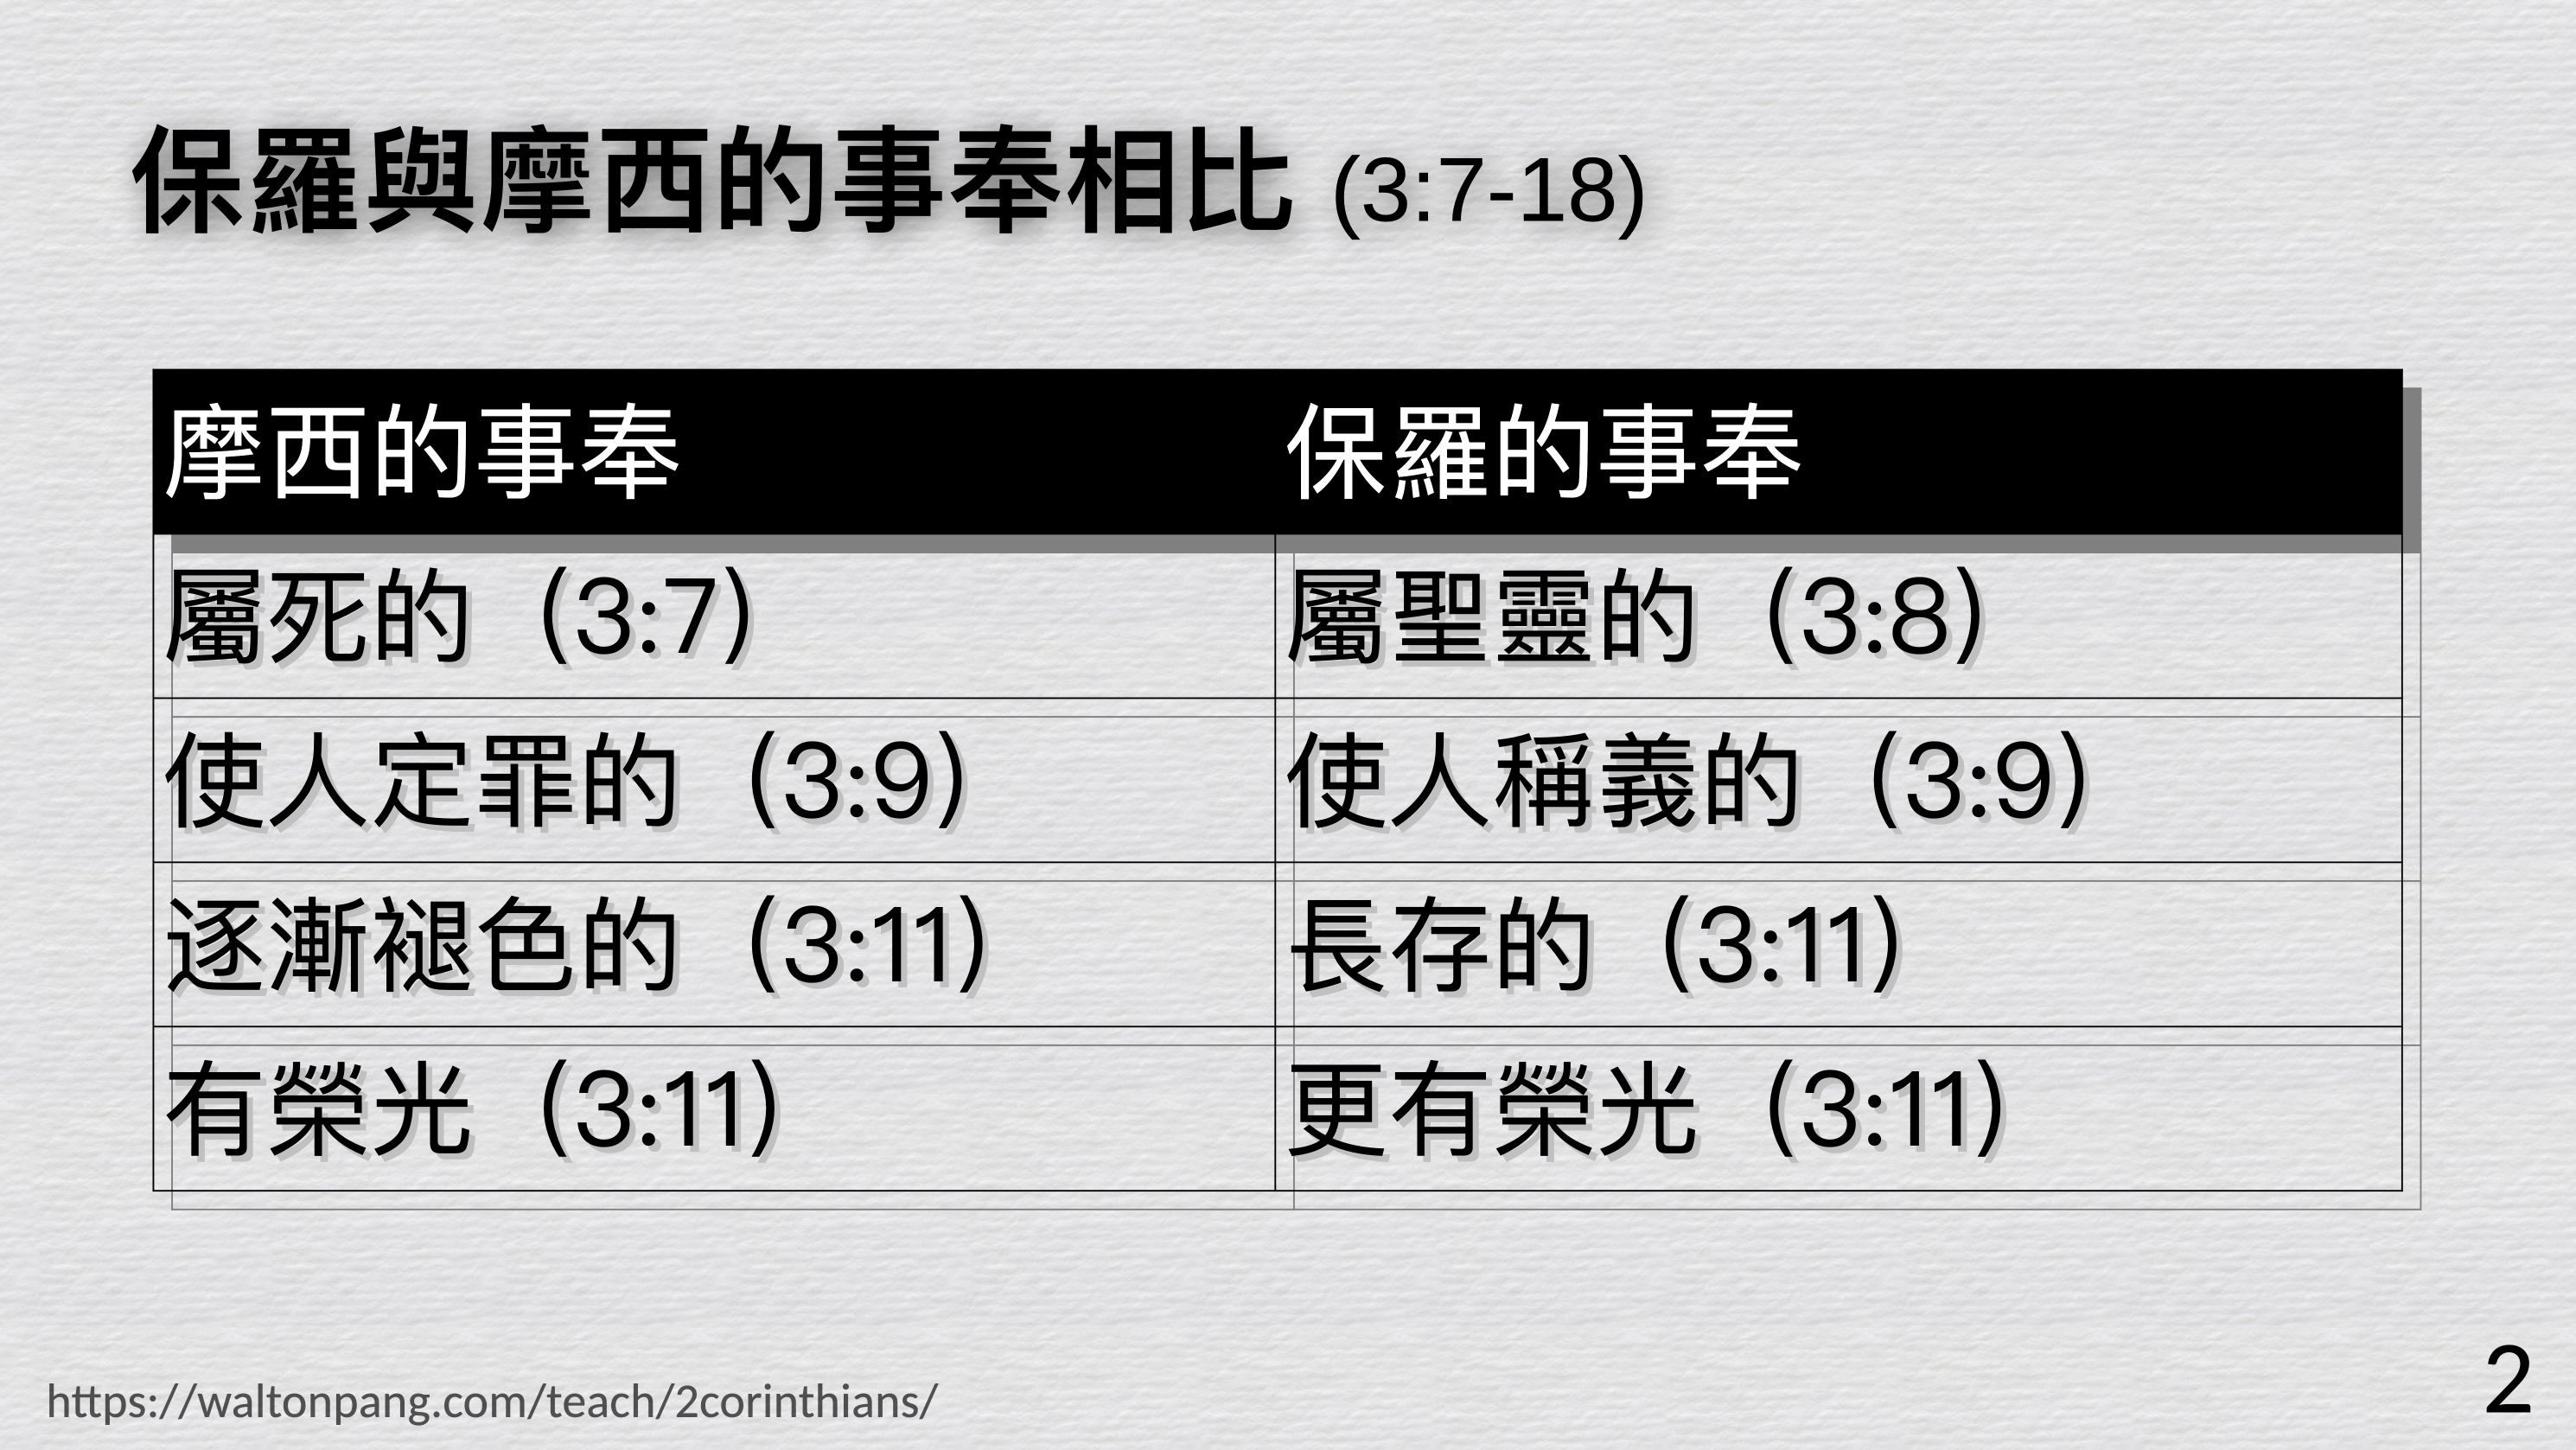 保羅與摩西的事奉相比 (3:7-18)
摩西的事奉 保羅的事奉
屬死的 (3:7) 屬聖靈的 (3:8)
使人定罪的 (3:9) 使人稱義的 (3:9)
逐漸褪色的 (3:11) 長存的 (3:11)
有榮光 (3:11) 更有榮光 (3:11)
https://waltonpang.com/teach/2corinthians/
2